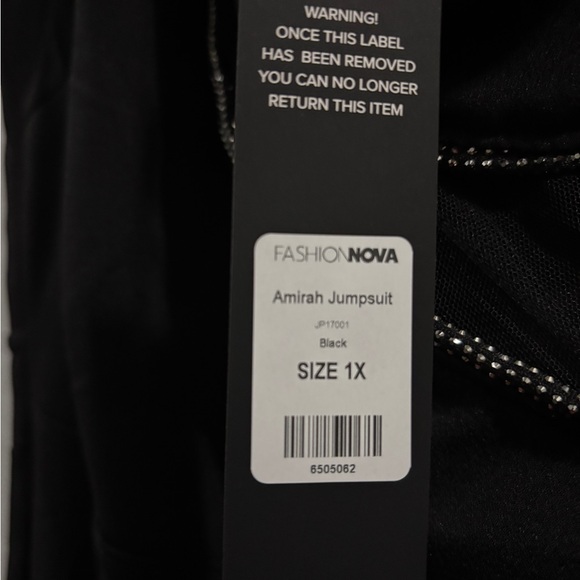 WARNING!
ONCE THIS LABEL
HAS BEEN REMOVED
YOU CAN NO LONGER
RETURN THIS ITEM
FASHIONNOVA
Amirah Jumpsuit
JP17001
Black
SIZE 1X
6505062